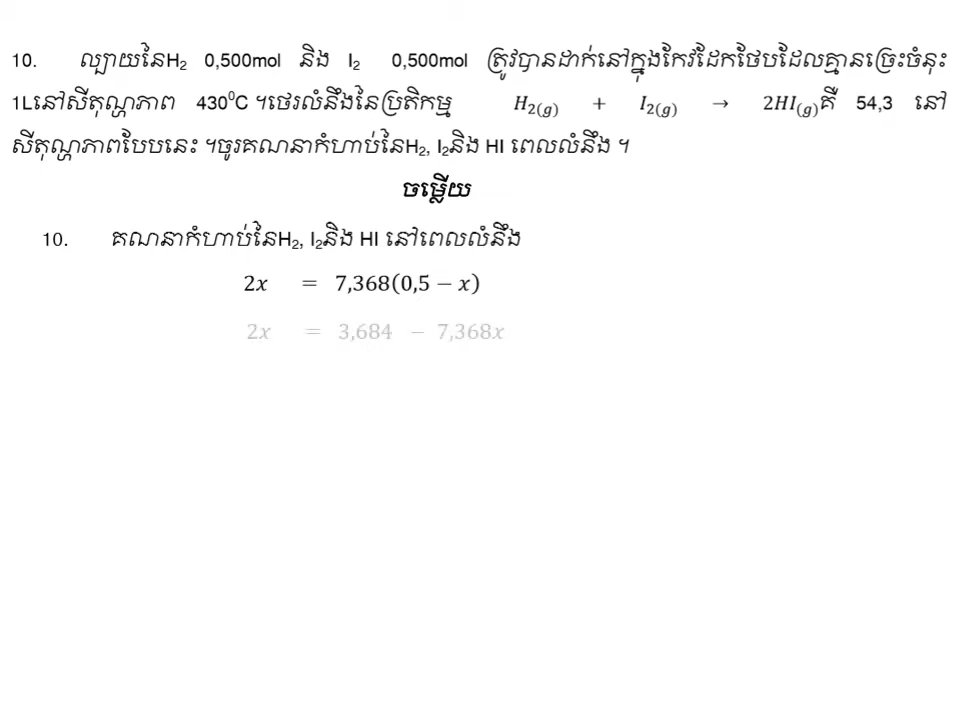 10. ល្បាយនៃH₂ 0,500mol និង I₂ 0,500mol ត្រូវបានដាក់នៅក្នុងកែវដែកថែបដែលគ្មានច្រែះចំនុះ
1Lនៅសីតុណ្ហភាព 430⁰C ។ថេរលំនឹងនៃប្រតិកម្ម H₂₍g₎ + I₂₍g₎ → 2HI₍g₎គឺ 54,3 នៅ
សីតុណ្ហភាពបែបនេះ ។ចូរគណនាកំហាប់នៃH₂, I₂និង HI ពេលលំនឹង ។
ចម្លើយ
10. គណនាកំហាប់នៃH₂, I₂និង HI នៅពេលលំនឹង
2x = 7,368(0,5 − x)
2x = 3,684 − 7,368x